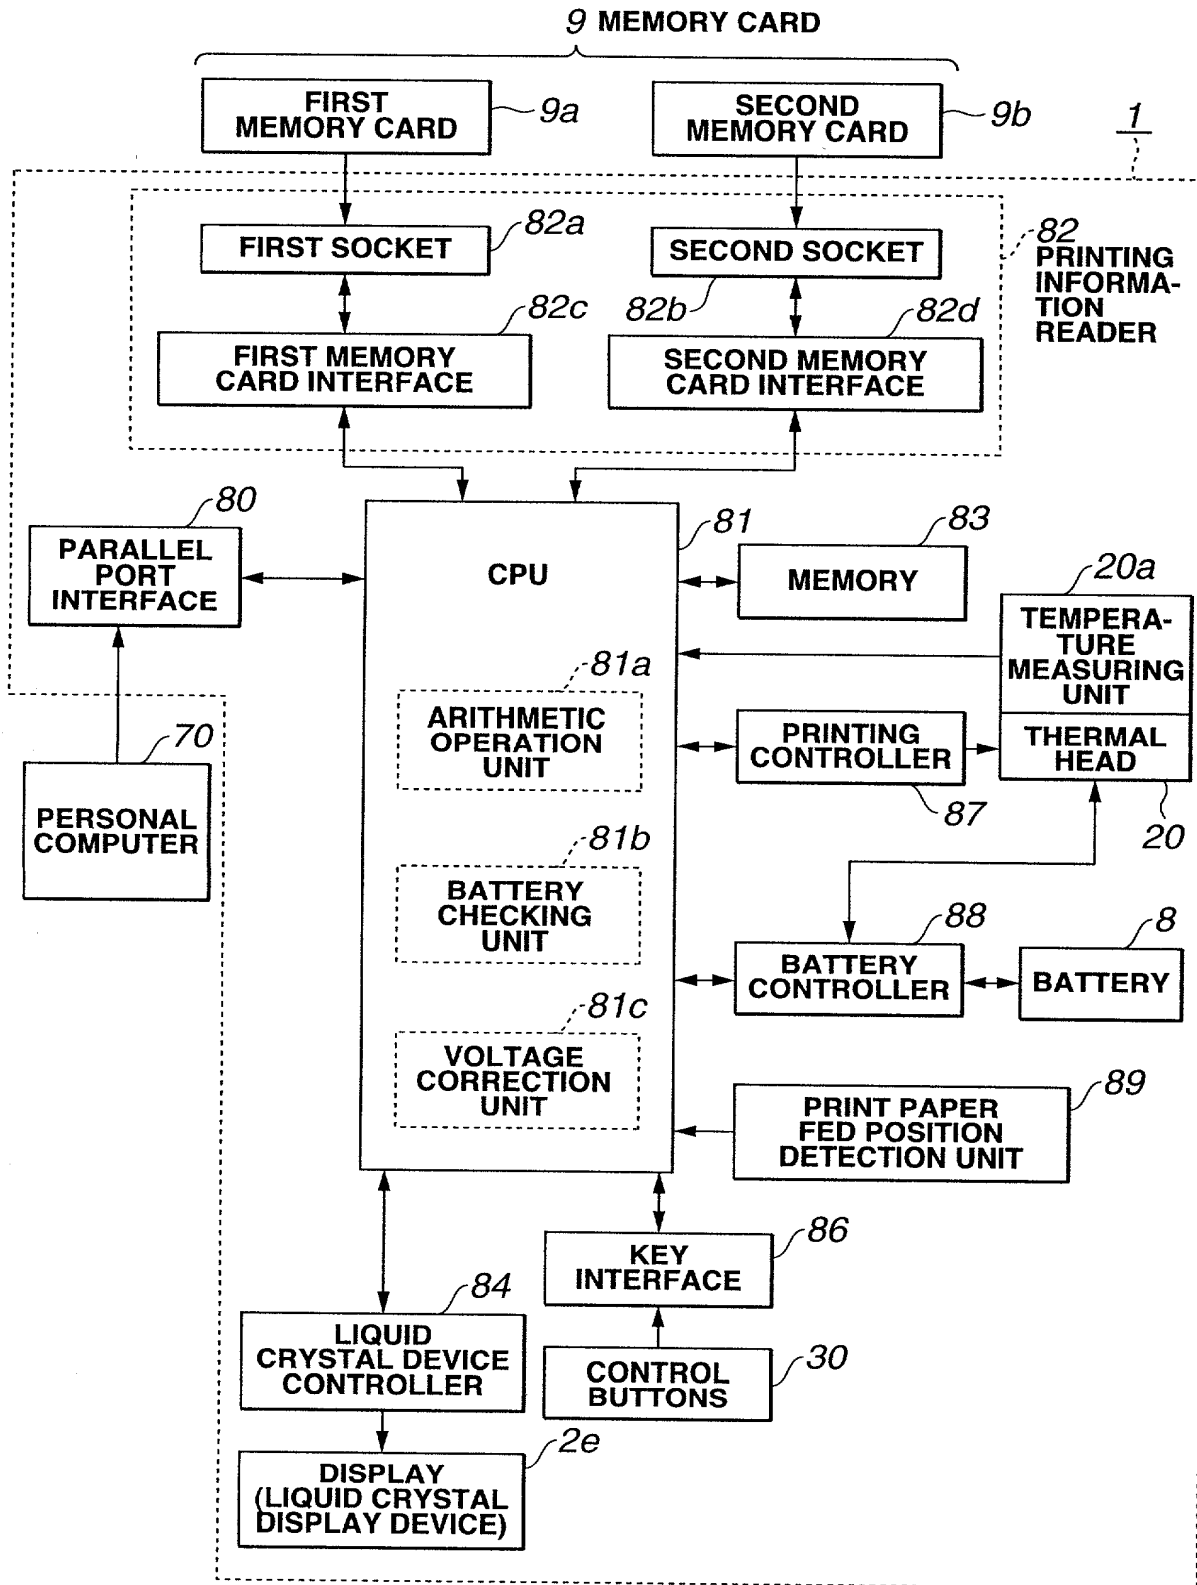 9 MEMORY CARD
FIRST
MEMORY CARD
9a
SECOND
MEMORY CARD
9b
1
FIRST SOCKET
82a
SECOND SOCKET
82b
82
PRINTING
INFORMA-
TION
READER
FIRST MEMORY
CARD INTERFACE
82c
SECOND MEMORY
CARD INTERFACE
82d
80
PARALLEL
PORT
INTERFACE
CPU
81
83
MEMORY
20a
TEMPERA-
TURE
MEASURING
UNIT
81a
ARITHMETIC
OPERATION
UNIT
PRINTING
CONTROLLER
87
THERMAL
HEAD
20
70
PERSONAL
COMPUTER
81b
BATTERY
CHECKING
UNIT
88
BATTERY
CONTROLLER
8
BATTERY
81c
VOLTAGE
CORRECTION
UNIT
89
PRINT PAPER
FED POSITION
DETECTION UNIT
86
KEY
INTERFACE
84
LIQUID
CRYSTAL DEVICE
CONTROLLER
30
CONTROL
BUTTONS
2e
DISPLAY
(LIQUID CRYSTAL
DISPLAY DEVICE)